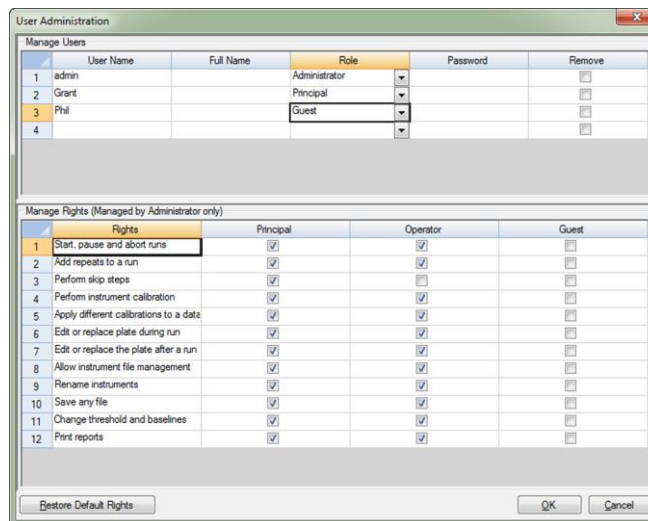 User Administration
Manage Users
User Name Full Name Role Password Remove
1 admin Administrator
2 Grant Principal
3 Phil Guest
4
Manage Rights (Managed by Administrator only)
Rights Principal Operator Guest
1 Start, pause and abort runs
2 Add repeats to a run
3 Perform skip steps
4 Perform instrument calibration
5 Apply different calibrations to a data
6 Edit or replace plate during run
7 Edit or replace the plate after a run
8 Allow instrument file management
9 Rename instruments
10 Save any file
11 Change threshold and baselines
12 Print reports
Restore Default Rights OK Cancel